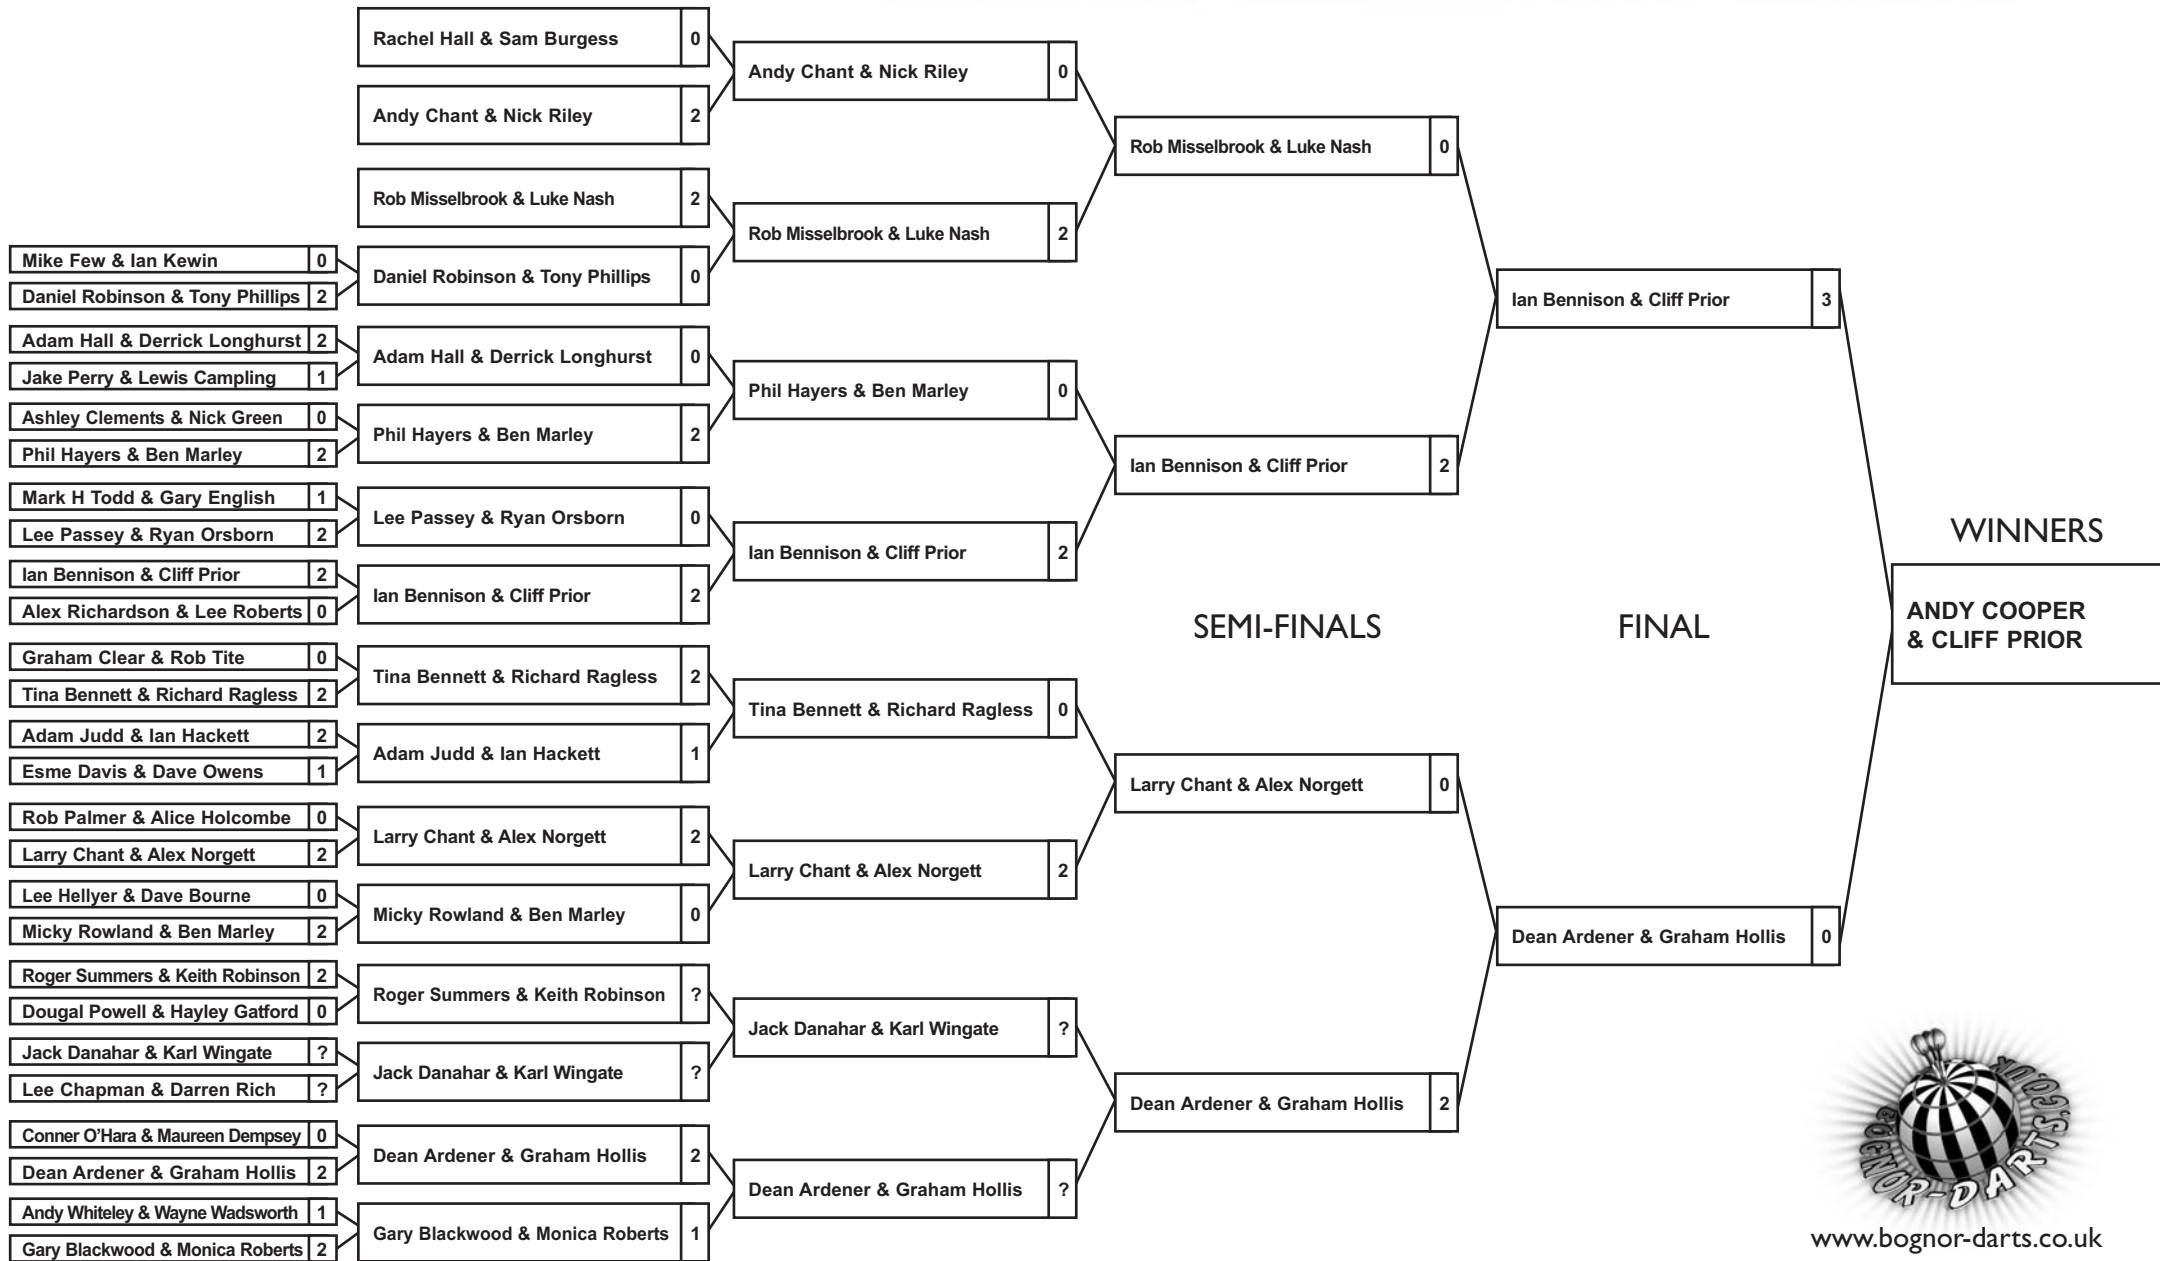 Mike Few & Ian Kewin 0
Daniel Robinson & Tony Phillips 2
Adam Hall & Derrick Longhurst 2
Jake Perry & Lewis Campling 1
Ashley Clements & Nick Green 0
Phil Hayers & Ben Marley 2
Mark H Todd & Gary English 1
Lee Passey & Ryan Orsborn 2
Ian Bennison & Cliff Prior 2
Alex Richardson & Lee Roberts 0
Graham Clear & Rob Tite 0
Tina Bennett & Richard Ragless 2
Adam Judd & Ian Hackett 2
Esme Davis & Dave Owens 1
Rob Palmer & Alice Holcombe 0
Larry Chant & Alex Norgett 2
Lee Hellyer & Dave Bourne 0
Micky Rowland & Ben Marley 2
Roger Summers & Keith Robinson 2
Dougal Powell & Hayley Gatford 0
Jack Danahar & Karl Wingate ?
Lee Chapman & Darren Rich ?
Conner O’Hara & Maureen Dempsey 0
Dean Ardener & Graham Hollis 2
Andy Whiteley & Wayne Wadsworth 1
Gary Blackwood & Monica Roberts 2
Rachel Hall & Sam Burgess 0
Andy Chant & Nick Riley 2
Rob Misselbrook & Luke Nash 2
Daniel Robinson & Tony Phillips 0
Adam Hall & Derrick Longhurst 0
Phil Hayers & Ben Marley 2
Lee Passey & Ryan Orsborn 0
Ian Bennison & Cliff Prior 2
Tina Bennett & Richard Ragless 2
Adam Judd & Ian Hackett 1
Larry Chant & Alex Norgett 2
Micky Rowland & Ben Marley 0
Roger Summers & Keith Robinson ?
Jack Danahar & Karl Wingate ?
Dean Ardener & Graham Hollis 2
Gary Blackwood & Monica Roberts 1
Andy Chant & Nick Riley 0
Rob Misselbrook & Luke Nash 2
Phil Hayers & Ben Marley 0
Ian Bennison & Cliff Prior 2
Tina Bennett & Richard Ragless 0
Larry Chant & Alex Norgett 2
Jack Danahar & Karl Wingate ?
Dean Ardener & Graham Hollis ?
Rob Misselbrook & Luke Nash 0
Ian Bennison & Cliff Prior 2
SEMI-FINALS
Larry Chant & Alex Norgett 0
Dean Ardener & Graham Hollis 2
Ian Bennison & Cliff Prior 3
FINAL
Dean Ardener & Graham Hollis 0
WINNERS
ANDY COOPER
& CLIFF PRIOR
BOGNOR-DARTS.CO.UK
www.bognor-darts.co.uk